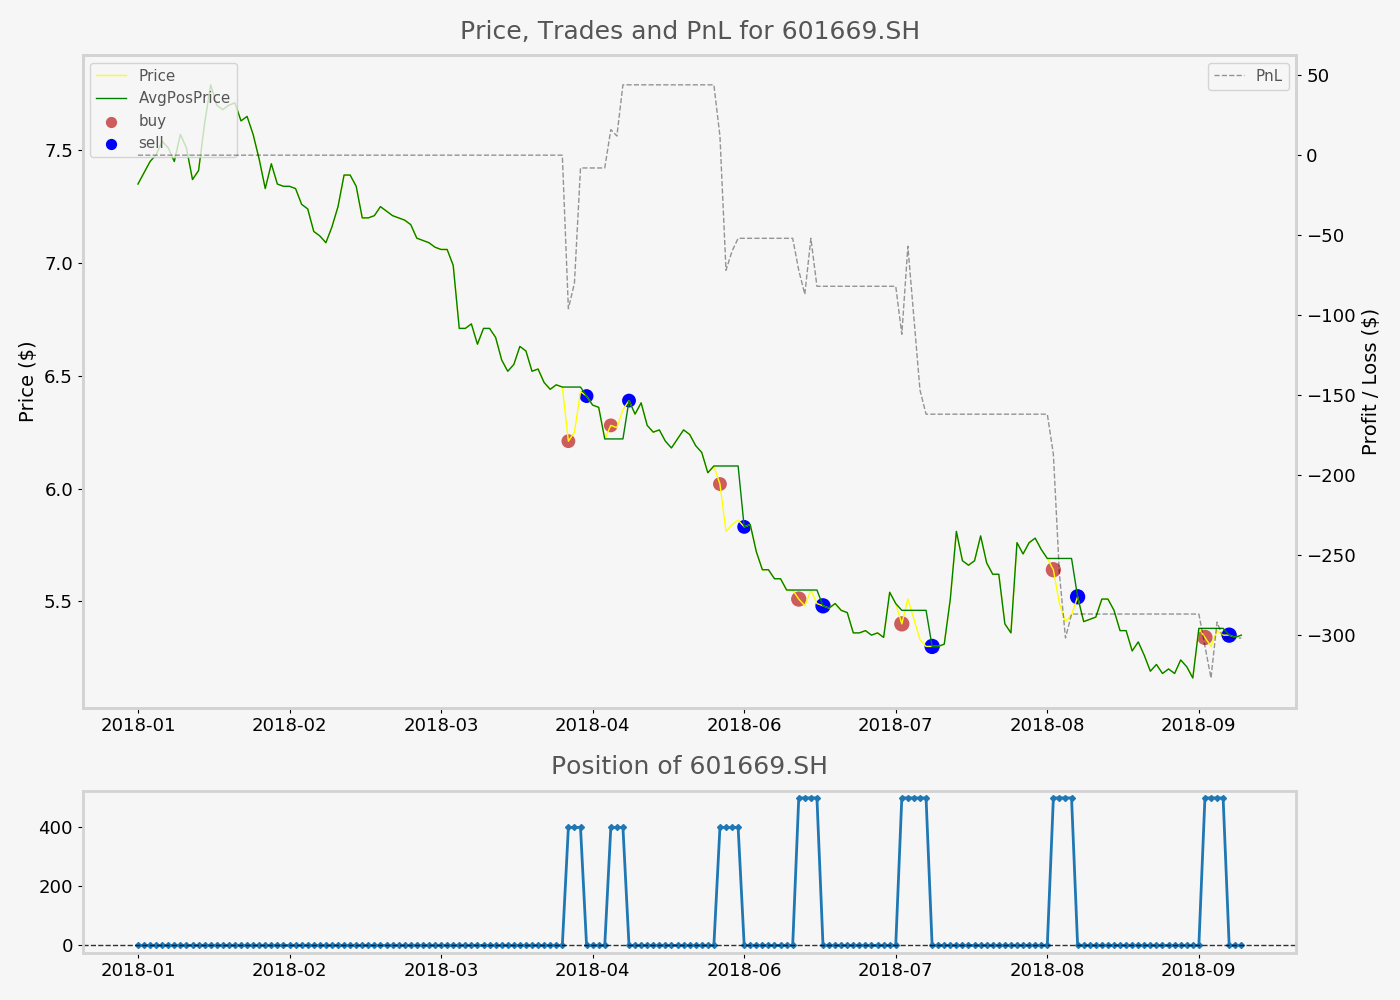 Price, Trades and PnL for 601669.SH
Price
AvgPosPrice
buy
sell
PnL
Price ($)
7.5
7.0
6.5
6.0
5.5
Profit / Loss ($)
50
0
−50
−100
−150
−200
−250
−300
2018-01 2018-02 2018-03 2018-04 2018-06 2018-07 2018-08 2018-09
Position of 601669.SH
400
200
0
2018-01 2018-02 2018-03 2018-04 2018-06 2018-07 2018-08 2018-09